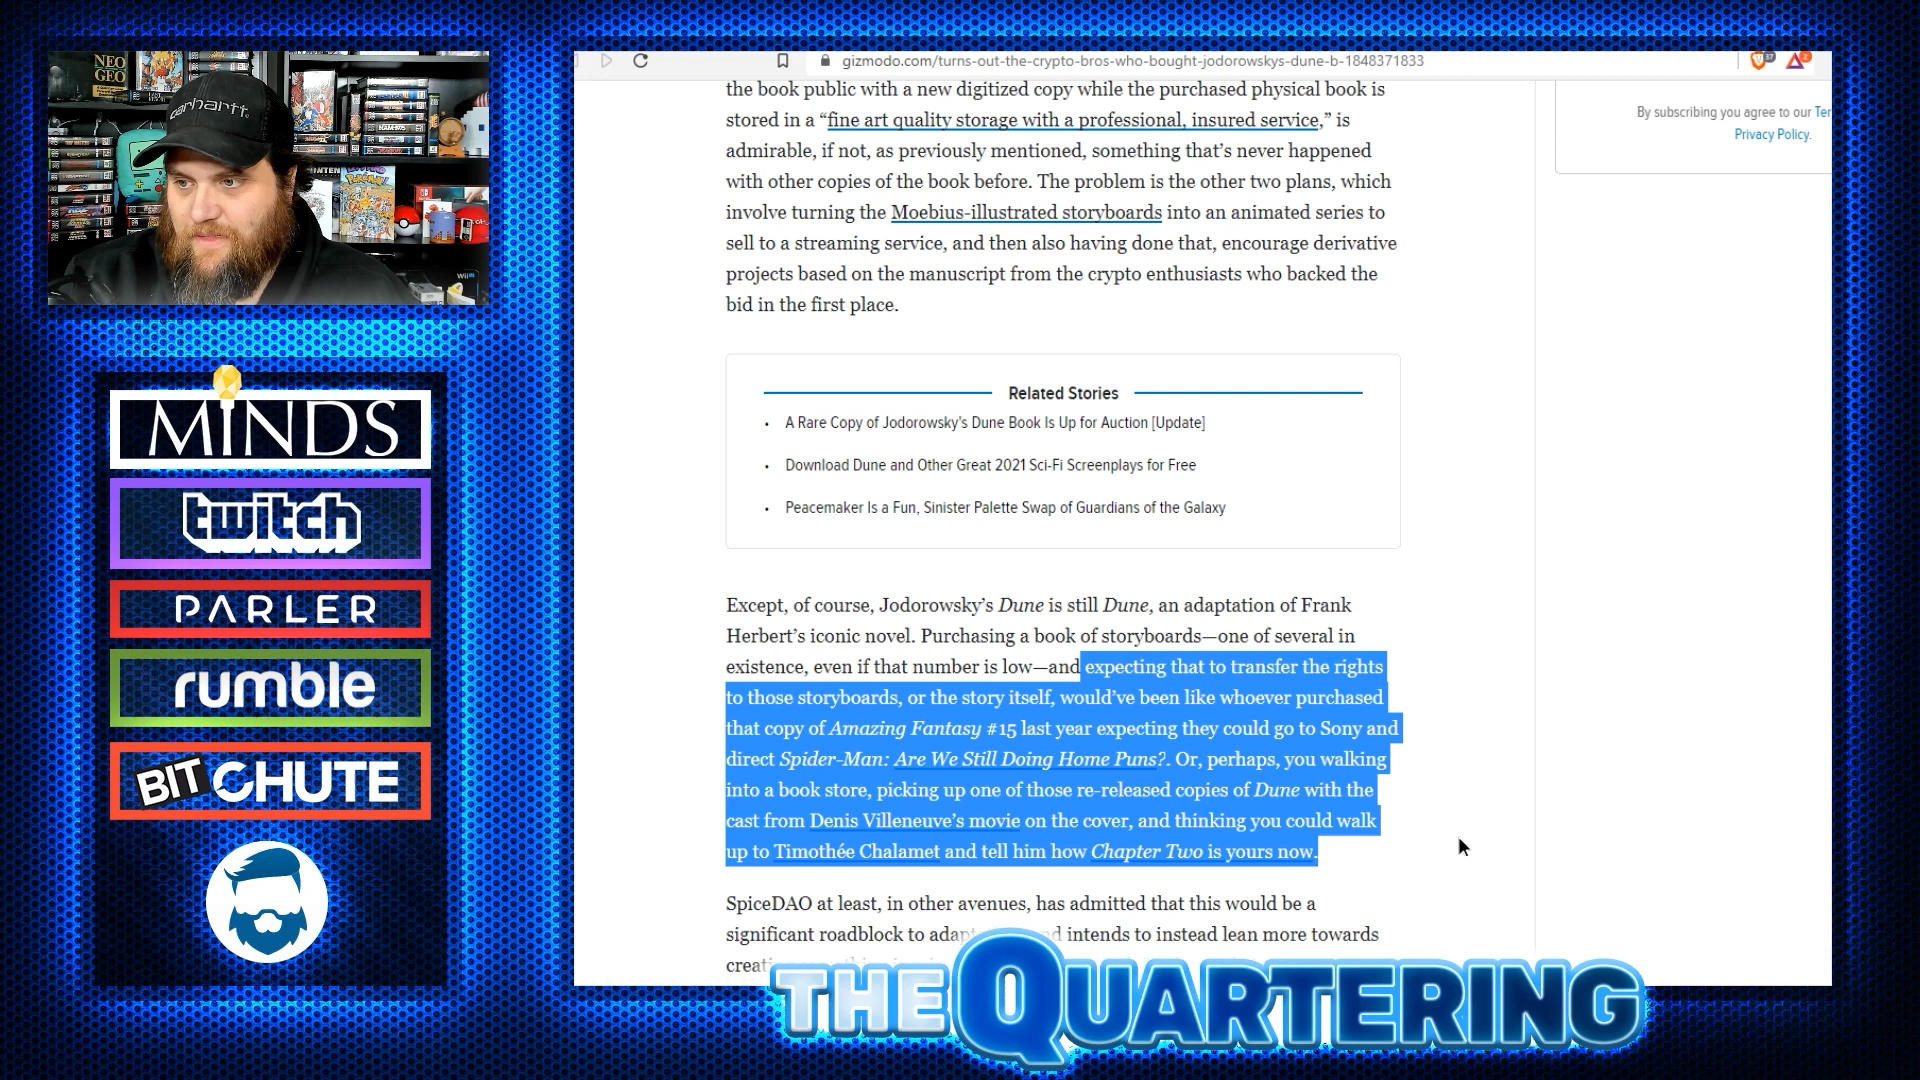 NEO
GEO
carhartt
Wii
MINDS
twitch
PARLER
rumble
BITCHUTE
gizmodo.com/turns-out-the-crypto-bros-who-bought-jodorowskys-dune-b-1848371833
the book public with a new digitized copy while the purchased physical book is
stored in a “fine art quality storage with a professional, insured service,” is
admirable, if not, as previously mentioned, something that’s never happened
with other copies of the book before. The problem is the other two plans, which
involve turning the Moebius-illustrated storyboards into an animated series to
sell to a streaming service, and then also having done that, encourage derivative
projects based on the manuscript from the crypto enthusiasts who backed the
bid in the first place.
By subscribing you agree to our Ter
Privacy Policy.
Related Stories
• A Rare Copy of Jodorowsky's Dune Book Is Up for Auction [Update]
• Download Dune and Other Great 2021 Sci-Fi Screenplays for Free
• Peacemaker Is a Fun, Sinister Palette Swap of Guardians of the Galaxy
Except, of course, Jodorowsky’s Dune is still Dune, an adaptation of Frank
Herbert’s iconic novel. Purchasing a book of storyboards—one of several in
existence, even if that number is low—and expecting that to transfer the rights
to those storyboards, or the story itself, would’ve been like whoever purchased
that copy of Amazing Fantasy #15 last year expecting they could go to Sony and
direct Spider-Man: Are We Still Doing Home Puns?. Or, perhaps, you walking
into a book store, picking up one of those re-released copies of Dune with the
cast from Denis Villeneuve’s movie on the cover, and thinking you could walk
up to Timothée Chalamet and tell him how Chapter Two is yours now.
SpiceDAO at least, in other avenues, has admitted that this would be a
significant roadblock to intends to instead lean more towards
THE QUARTERING